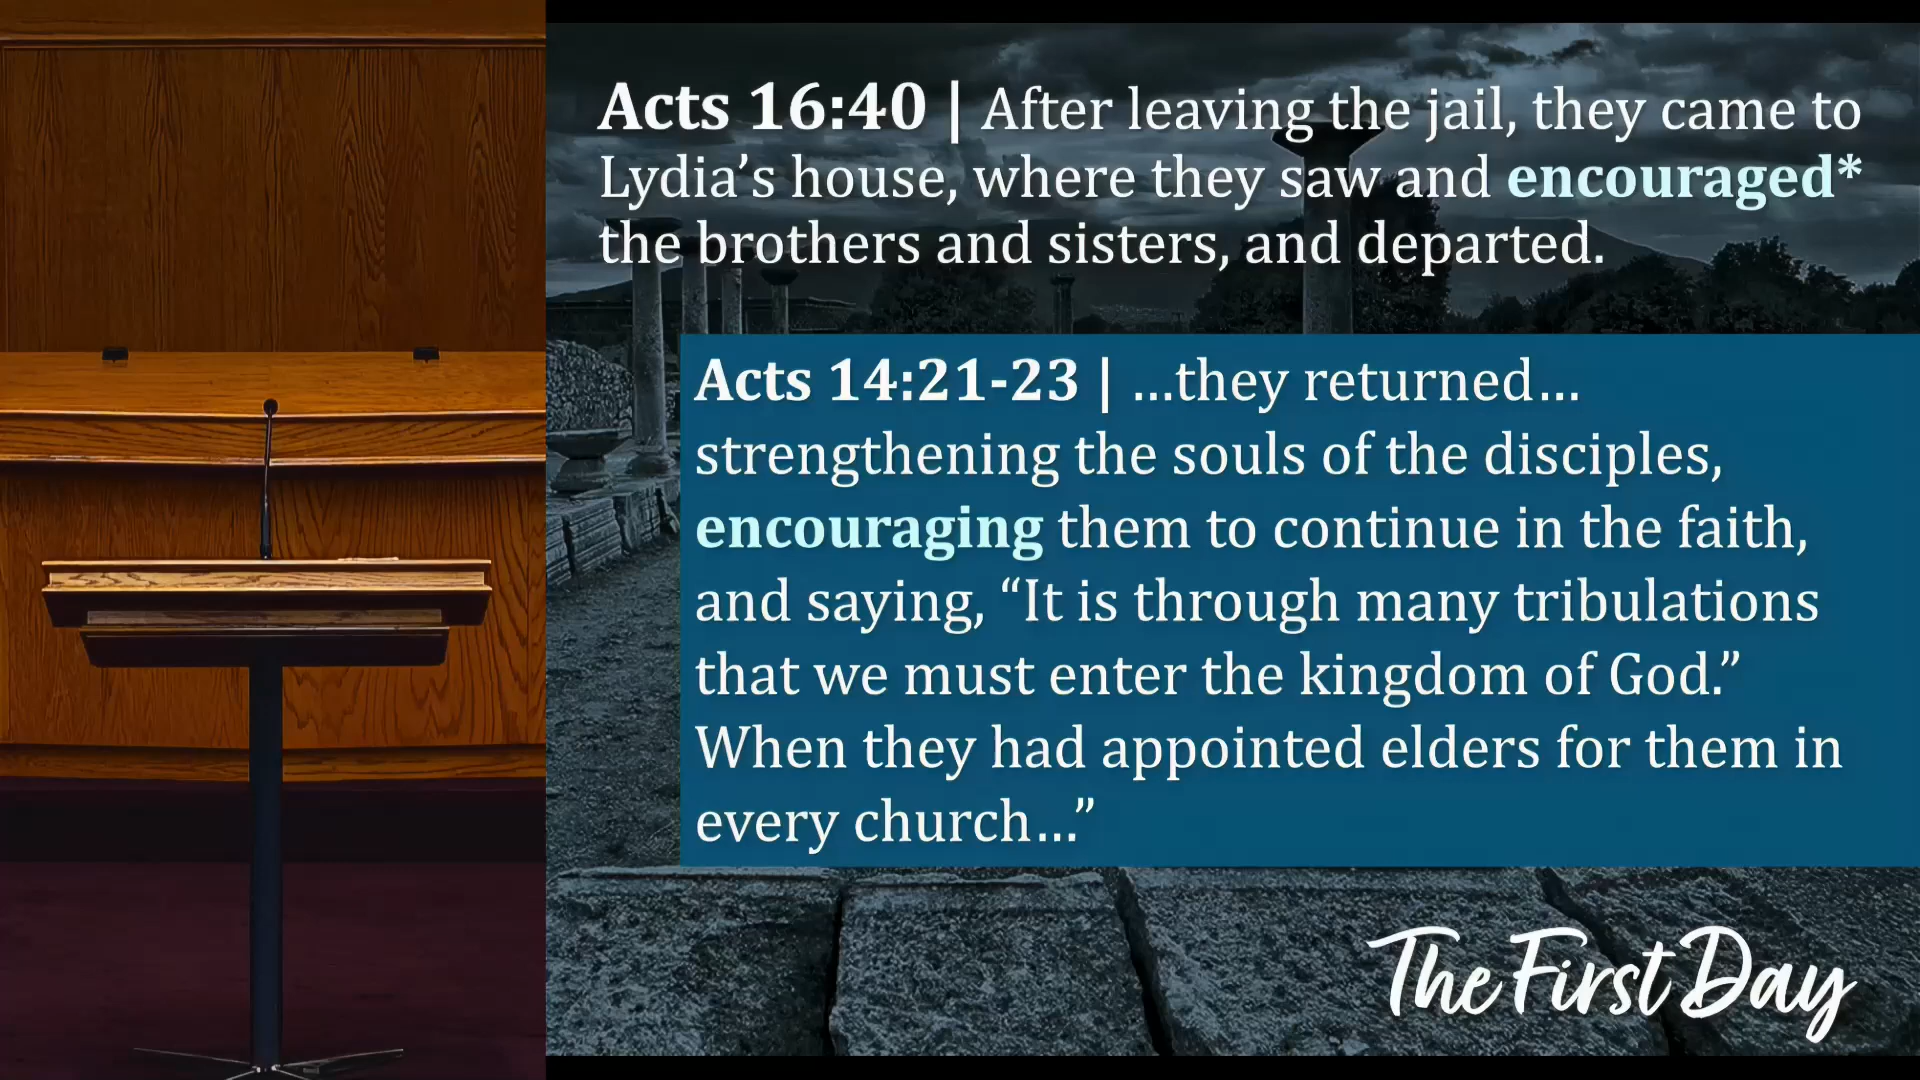 Acts 16:40 | After leaving the jail, they came to
Lydia’s house, where they saw and encouraged*
the brothers and sisters, and departed.
Acts 14:21-23 | …they returned…
strengthening the souls of the disciples,
encouraging them to continue in the faith,
and saying, “It is through many tribulations
that we must enter the kingdom of God.”
When they had appointed elders for them in
every church…”
The First Day